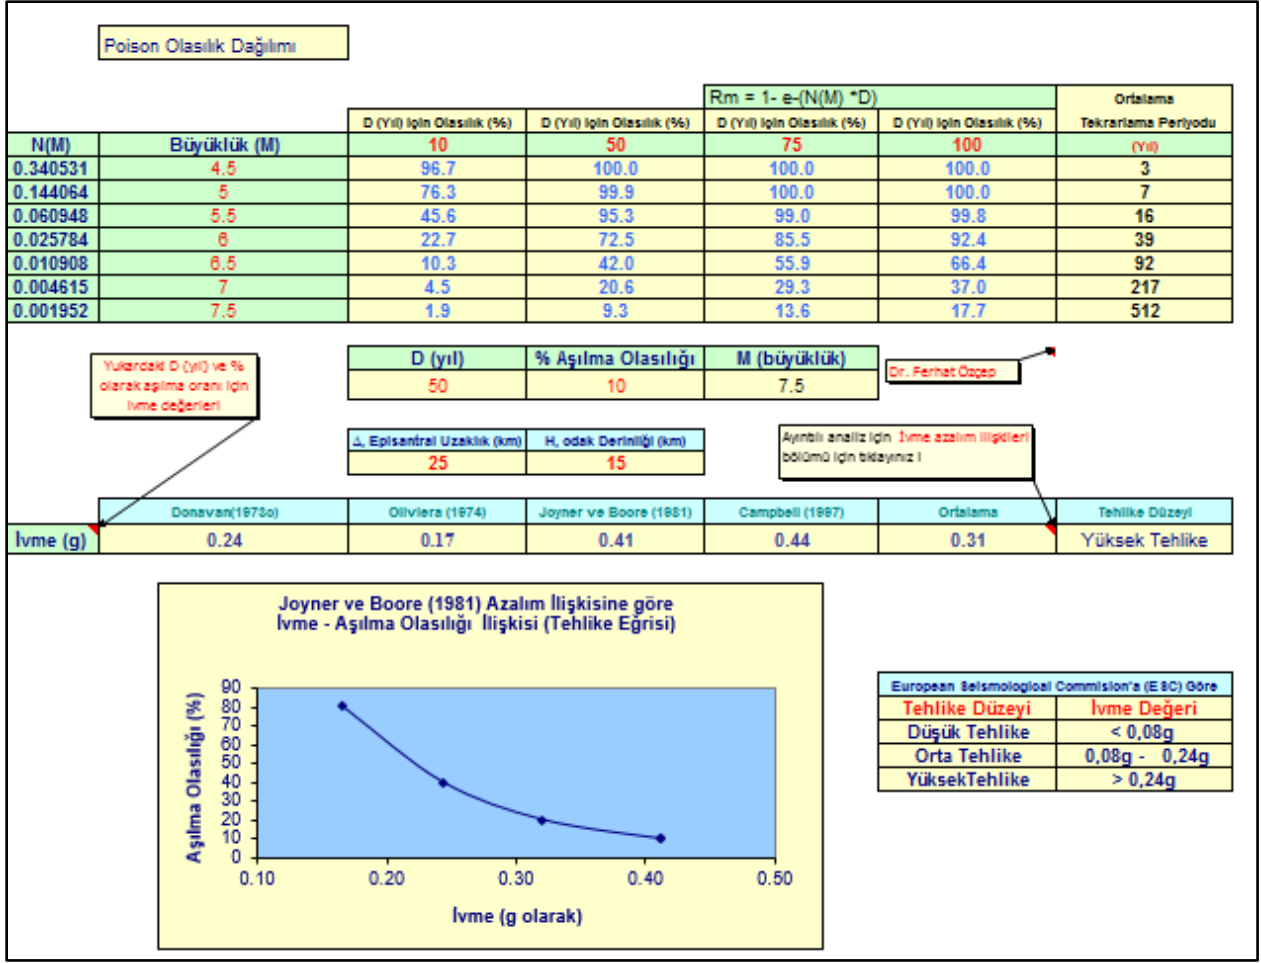 Poison Olasılık Dağılımı
Rm = 1- e-(N(M) *D)
Ortalama
D (Yıl) İçin Olasılık (%) D (Yıl) İçin Olasılık (%) D (Yıl) İçin Olasılık (%) D (Yıl) İçin Olasılık (%) Tekrarlama Periyodu
N(M) Büyüklük (M) 10 50 75 100 (Yıl)
0.340531 4.5 96.7 100.0 100.0 100.0 3
0.144064 5 76.3 99.9 100.0 100.0 7
0.060948 5.5 45.6 95.3 99.0 99.8 16
0.025784 6 22.7 72.5 85.5 92.4 39
0.010908 6.5 10.3 42.0 55.9 66.4 92
0.004615 7 4.5 20.6 29.3 37.0 217
0.001952 7.5 1.9 9.3 13.6 17.7 512
Yukardaki D (yıl) ve %
olarak aşılma oranı için
ivme değerleri
D (yıl) % Aşılma Olasılığı M (büyüklük)
50 10 7.5
Dr. Ferhat Özçep
Δ, Episantral Uzaklık (km) H, odak Derinliği (km)
25 15
Ayrıntılı analiz için İvme azalım ilişkileri
bölümü için tıklayınız !
Donavan(1973o) Oliviera (1974) Joyner ve Boore (1981) Campbell (1997) Ortalama Tehlike Düzeyi
İvme (g) 0.24 0.17 0.41 0.44 0.31 Yüksek Tehlike
Joyner ve Boore (1981) Azalım İlişkisine göre
İvme - Aşılma Olasılığı İlişkisi (Tehlike Eğrisi)
Aşılma Olasılığı (%)
90
80
70
60
50
40
30
20
10
0
0.10 0.20 0.30 0.40 0.50
İvme (g olarak)
European Seismological Commision'a (ESC) Göre
Tehlike Düzeyi İvme Değeri
Düşük Tehlike < 0,08g
Orta Tehlike 0,08g - 0,24g
YüksekTehlike > 0,24g